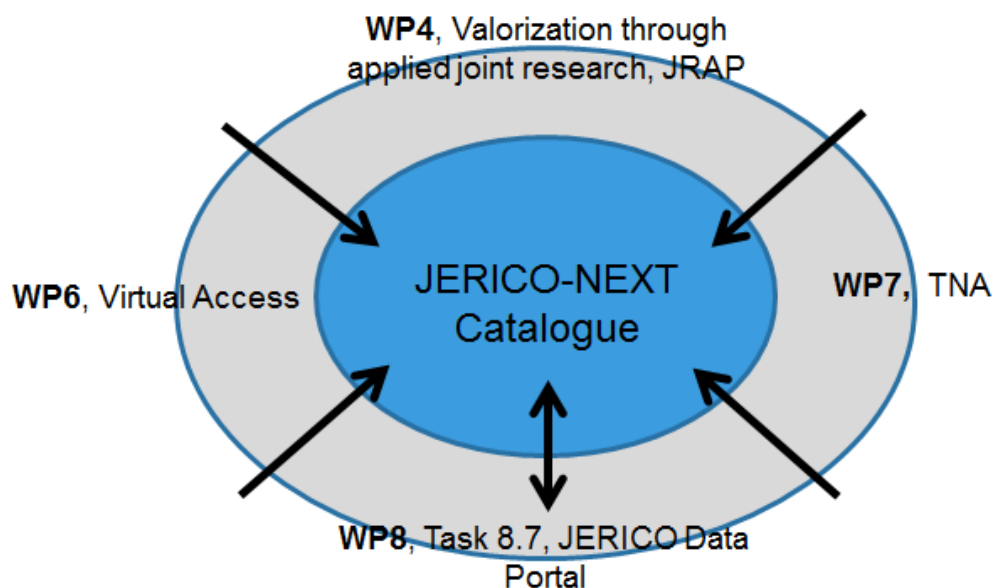 WP4, Valorization through
applied joint research, JRAP
JERICO-NEXT
Catalogue
WP6, Virtual Access
WP7, TNA
WP8, Task 8.7, JERICO Data
Portal